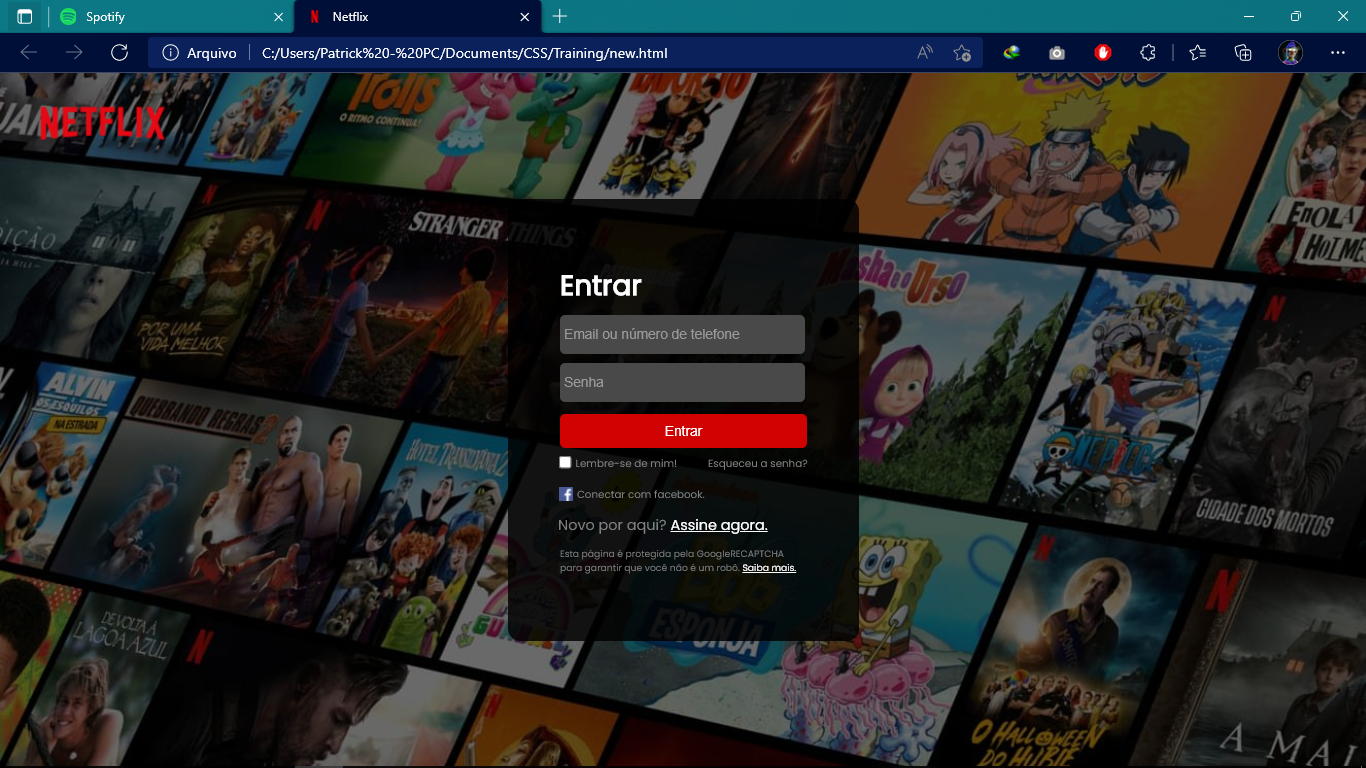 Spotify
Netflix
Arquivo
C:/Users/Patrick%20-%20PC/Documents/CSS/Training/new.html
NETFLIX
TROLLS
O RITMO CONTINUA!
STRANGER THINGS
ENOLA
HOLMES
DIÇÃO
POR UMA
VIDA MELHOR
Masha e o Urso
ALVIN
E OS ESQUILOS
NA ESTRADA
QUEBRANDO REGRAS 2
HOTEL TRANSILVÂNIA 2
ONE PIECE
CIDADE DOS MORTOS
Entrar
Email ou número de telefone
Senha
Entrar
Lembre-se de mim!
Esqueceu a senha?
Conectar com facebook.
Novo por aqui? Assine agora.
Esta página é protegida pela GoogleRECAPTCHA
para garantir que você não é um robô. Saiba mais.
BOB
ESPONJA
DE VOLTA À
LAGOA AZUL
O HALLOWEEN
DO HUBIE
A MAL